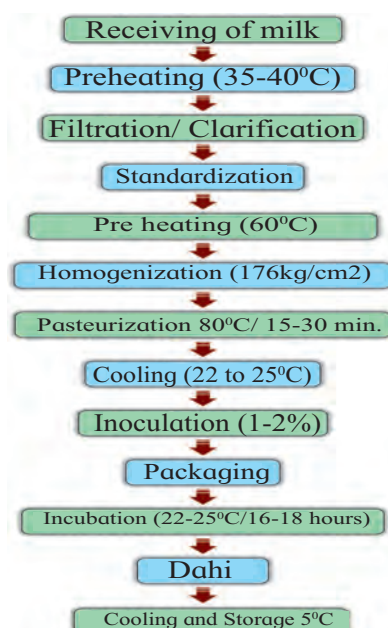 Receiving of milk
Preheating (35-40⁰C)
Filtration/ Clarification
Standardization
Pre heating (60⁰C)
Homogenization (176kg/cm2)
Pasteurization 80⁰C/ 15-30 min.
Cooling (22 to 25⁰C)
Inoculation (1-2%)
Packaging
Incubation (22-25⁰C/16-18 hours)
Dahi
Cooling and Storage 5⁰C